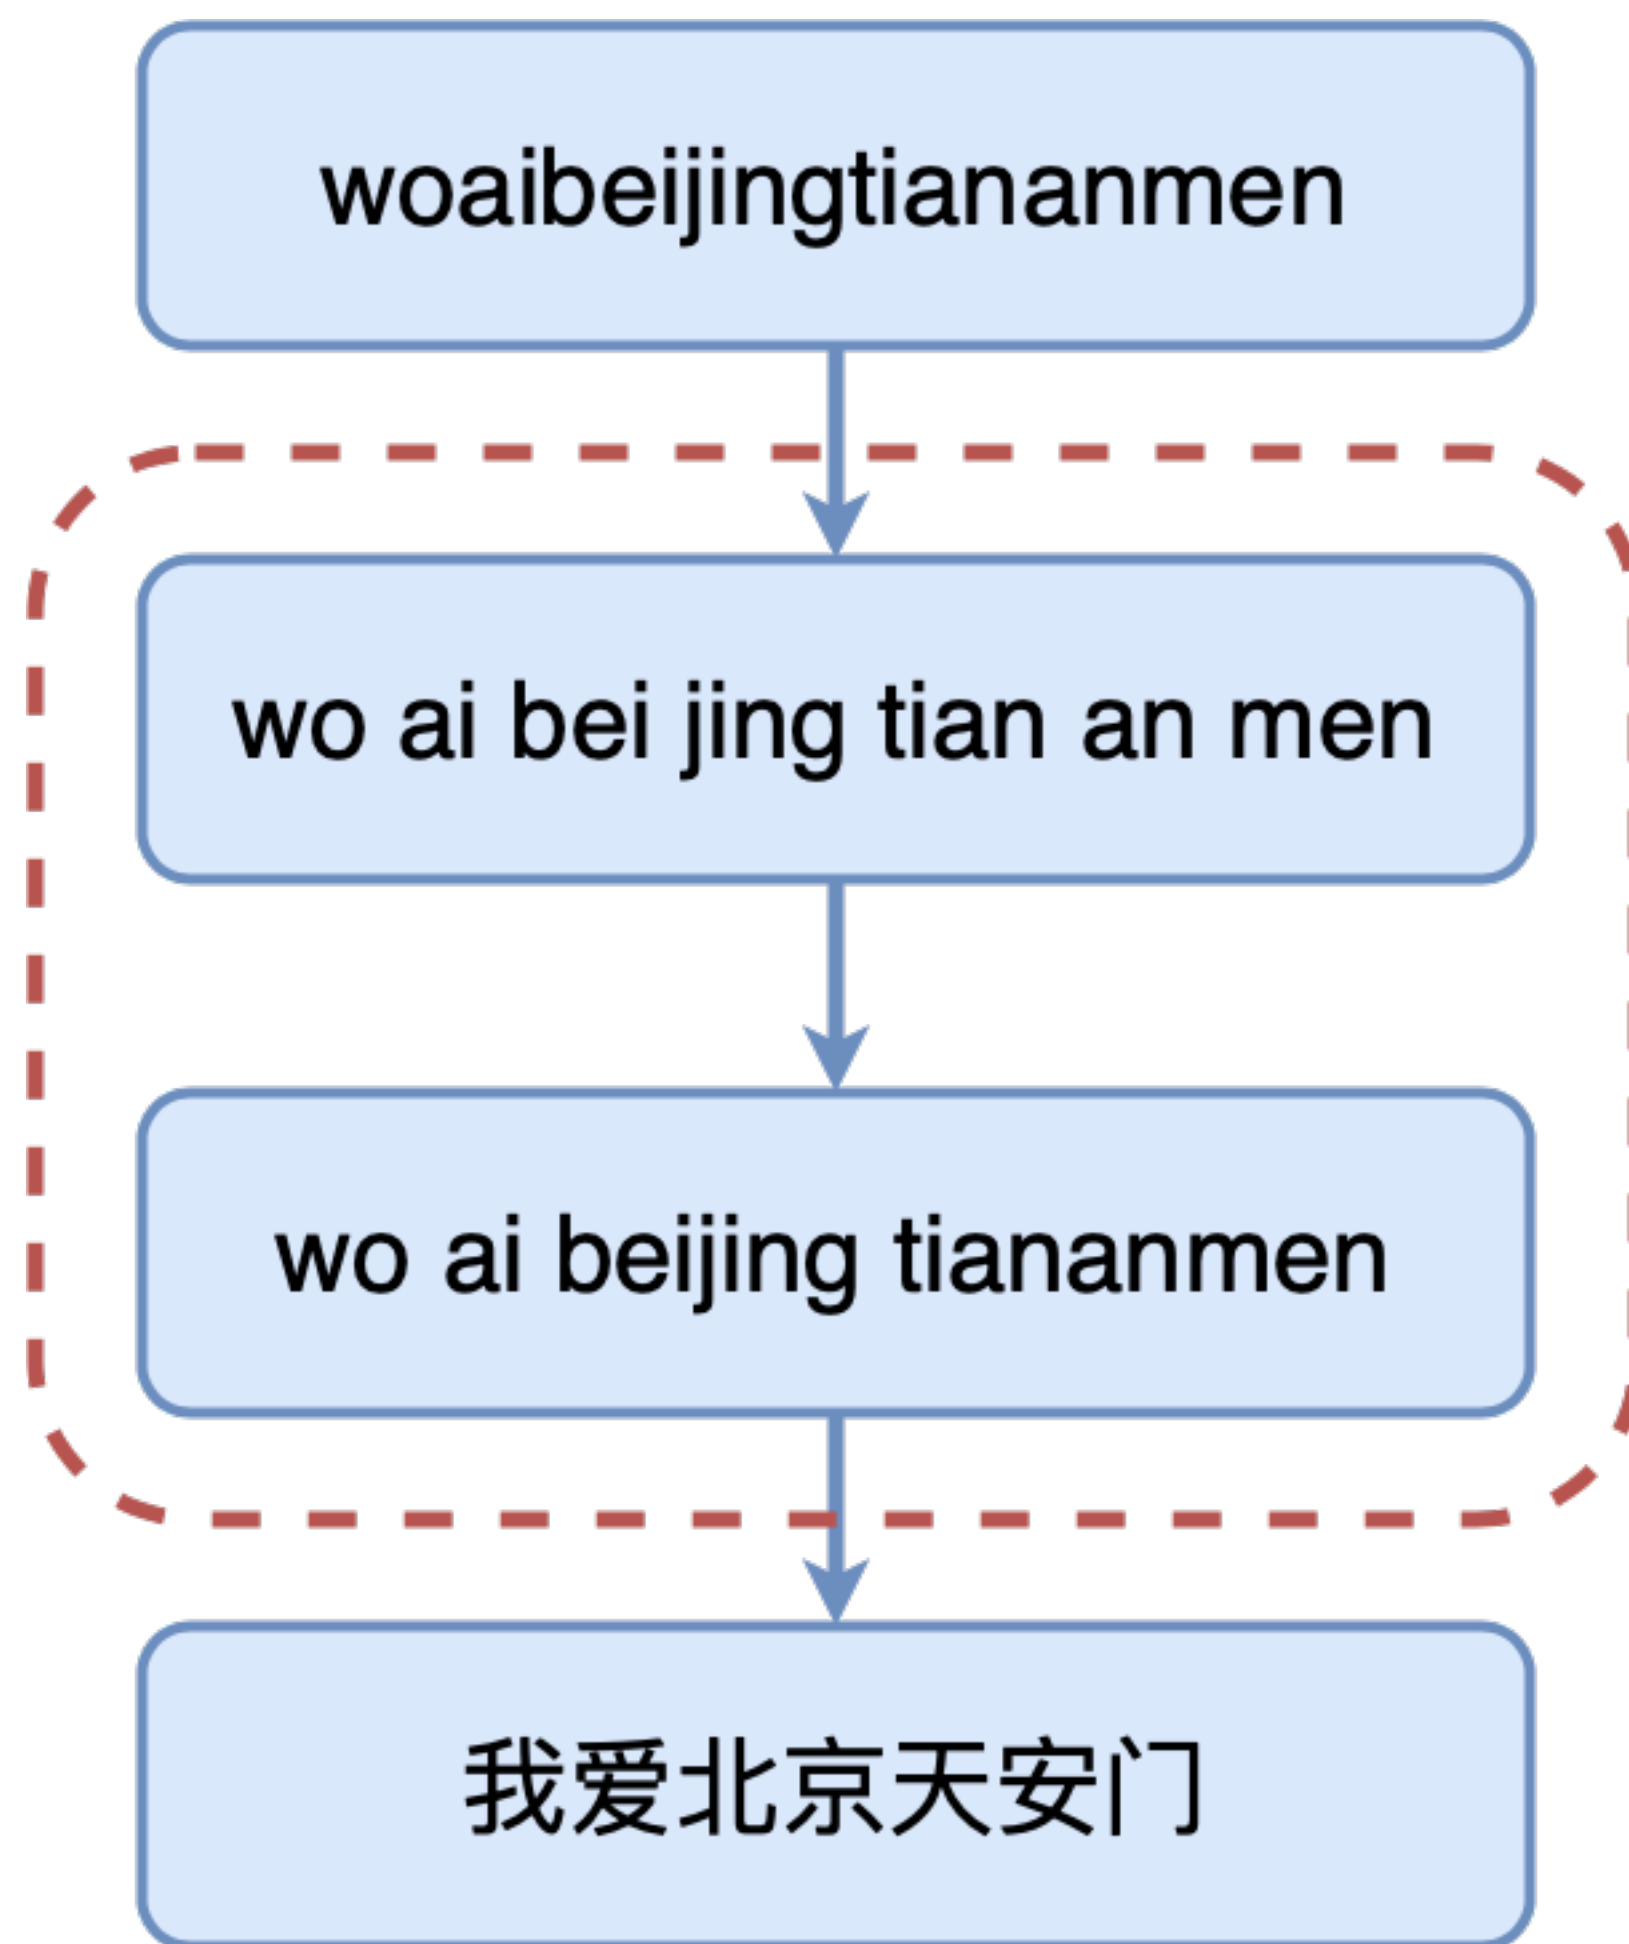 woaibeijingtiananmen
wo ai bei jing tian an men
wo ai beijing tiananmen
我爱北京天安门